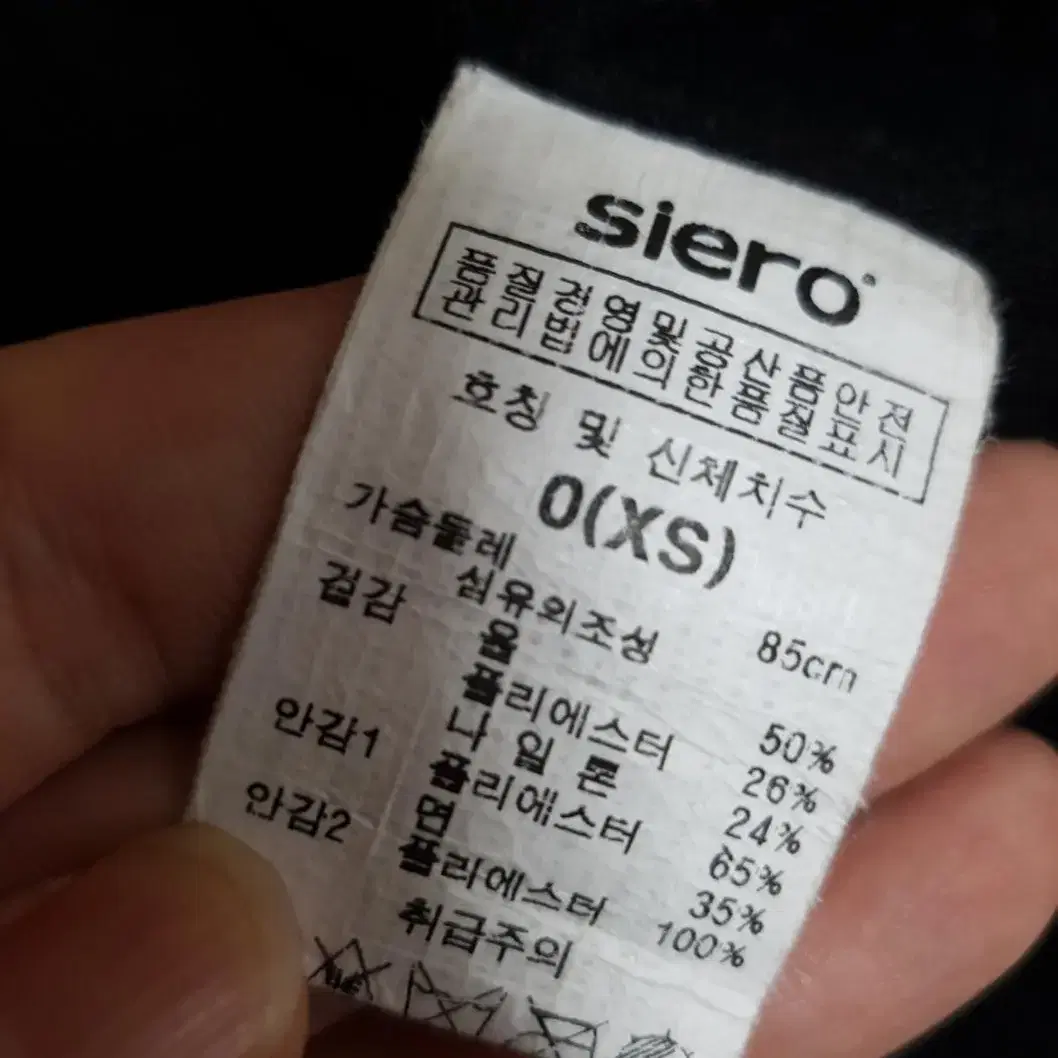 siero
품질경영및공산품안전
관리법에의한품질표시
호칭 및 신체치수
0(XS)
가슴둘레 85cm
섬유의조성
겉감 울 50%
폴리에스터 26%
나일론 24%
안감1 폴리에스터 65%
면 35%
안감2 폴리에스터 100%
취급주의